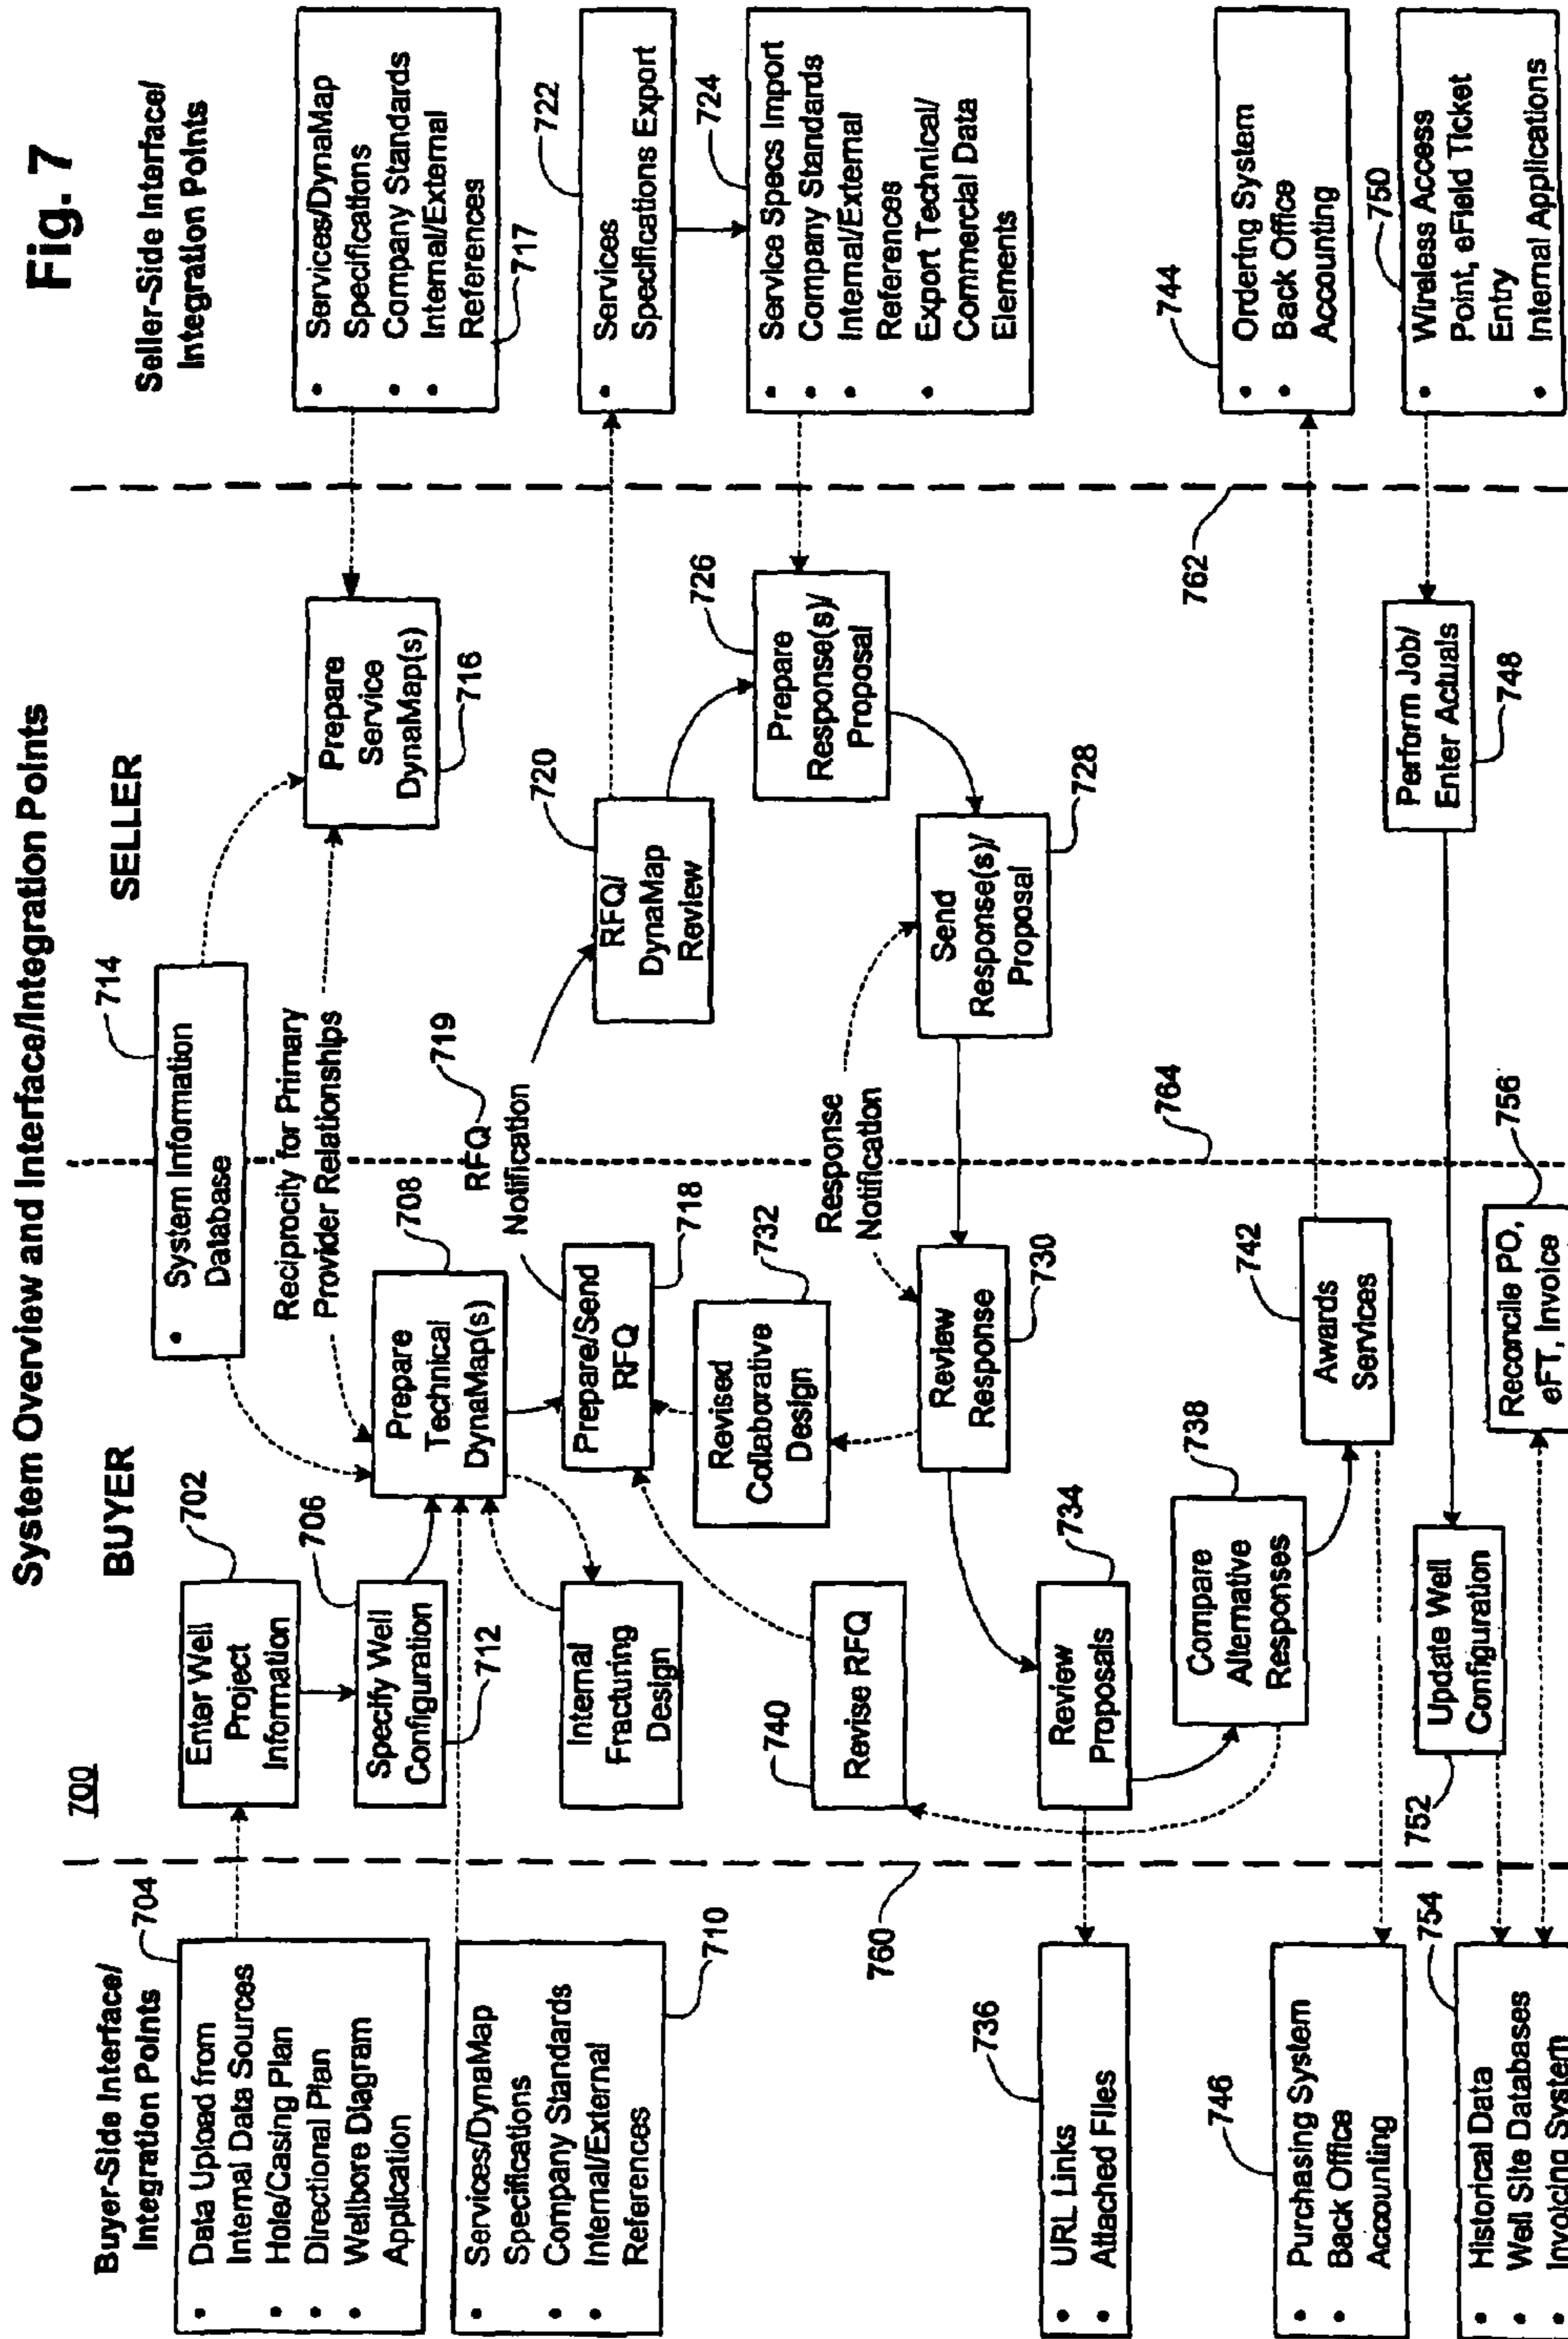 System Overview and Interface/Integration Points
Fig. 7
700
BUYER
SELLER
Buyer-Side Interface/
Integration Points
Seller-Side Interface/
Integration Points
704
• Data Upload from
Internal Data Sources
• Hole/Casing Plan
• Directional Plan
• Wellbore Diagram
Application
702
Enter Well
Project
Information
714
• System Information
Database
Reciprocity for Primary
Provider Relationships
706
Specify Well
Configuration
712
708
Prepare
Technical
DynaMap(s)
Prepare
Service
DynaMap(s)
716
• Services/DynaMap
Specifications
• Company Standards
• Internal/External
References
717
• Services/DynaMap
Specifications
• Company Standards
• Internal/External
References
710
Internal
Fracturing
Design
Prepare/Send
RFQ
718
RFQ
Notification
719
720
RFQ/
DynaMap
Review
722
• Services
Specifications Export
724
• Service Specs Import
• Company Standards
• Internal/External
References
• Export Technical/
Commercial Data
Elements
726
Prepare
Response(s)/
Proposal
732
Revised
Collaborative
Design
740
Revise RFQ
Response
Notification
Send
Response(s)/
Proposal
728
Review
Response
730
760
762
764
736
• URL Links
• Attached Files
Review
Proposals
734
Compare
Alternative
Responses
738
742
Awards
Services
744
• Ordering System
• Back Office
Accounting
746
• Purchasing System
• Back Office
Accounting
Perform Job/
Enter Actuals
748
750
• Wireless Access
Point, eField Ticket
Entry
• Internal Applications
752
Update Well
Configuration
754
• Historical Data
• Well Site Databases
• Invoicing System
756
Reconcile PO,
eFT, Invoice